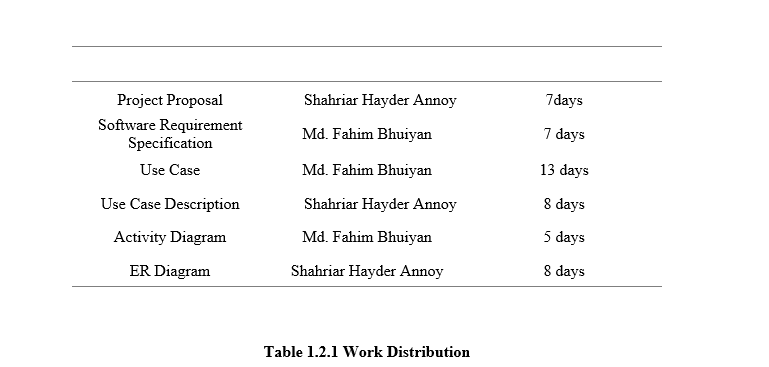 Project Proposal Shahriar Hayder Annoy 7days
Software Requirement
Specification Md. Fahim Bhuiyan 7 days
Use Case Md. Fahim Bhuiyan 13 days
Use Case Description Shahriar Hayder Annoy 8 days
Activity Diagram Md. Fahim Bhuiyan 5 days
ER Diagram Shahriar Hayder Annoy 8 days
Table 1.2.1 Work Distribution